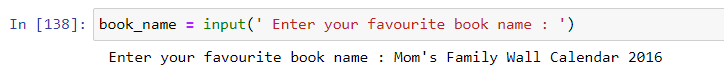 In [138]: book_name = input(' Enter your favourite book name : ')
Enter your favourite book name : Mom's Family Wall Calendar 2016